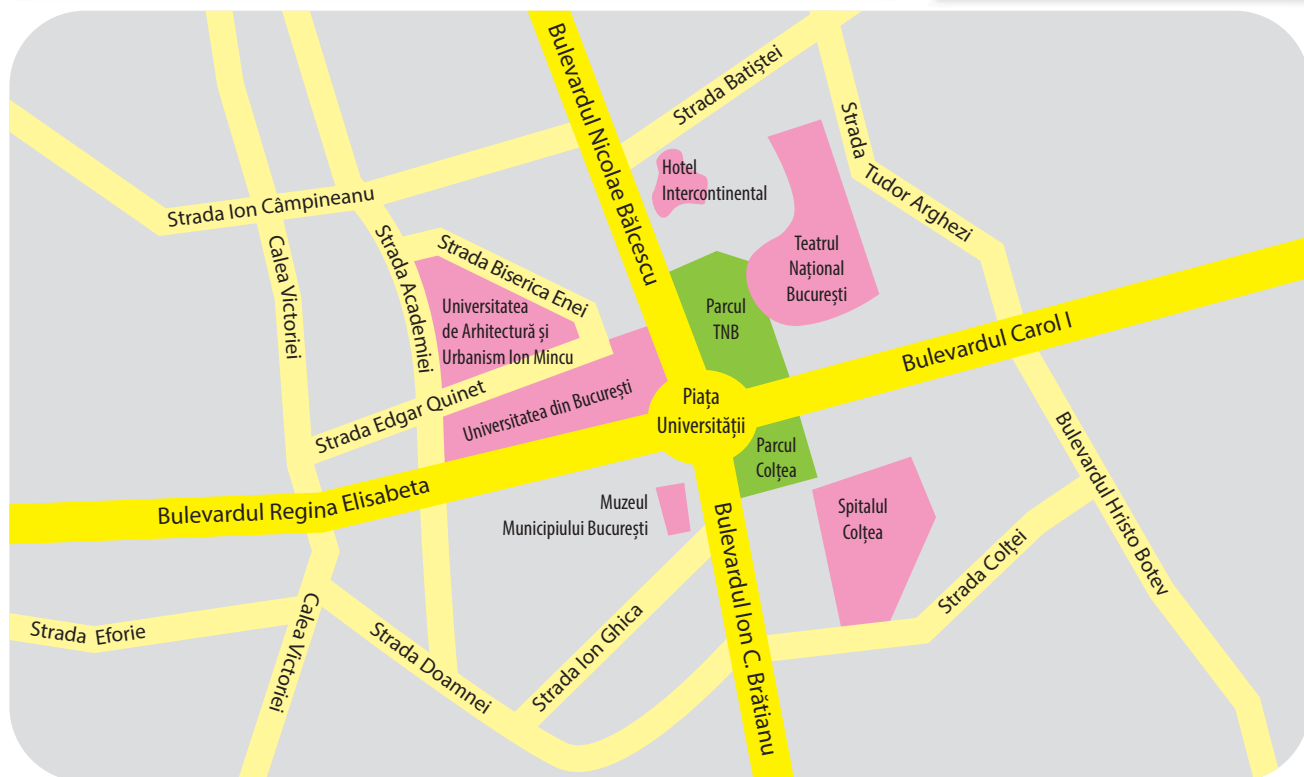 Bulevardul Nicolae Bălcescu
Strada Batiștei
Strada
Tudor Arghezi
Hotel
Intercontinental
Strada Ion Câmpineanu
Calea Victoriei
Strada Academiei
Strada Biserica Enei
Teatrul
Național
București
Universitatea
de Arhitectură și
Urbanism Ion Mincu
Parcul
TNB
Bulevardul Carol I
Strada Edgar Quinet
Universitatea din București
Piața
Universității
Parcul
Colțea
Bulevardul Hristo Botev
Bulevardul Regina Elisabeta
Muzeul
Municipiului București
Spitalul
Colțea
Bulevardul Ion C. Brătianu
Strada Colței
Strada Eforie
Calea Victoriei
Strada Doamnei
Strada Ion Ghica